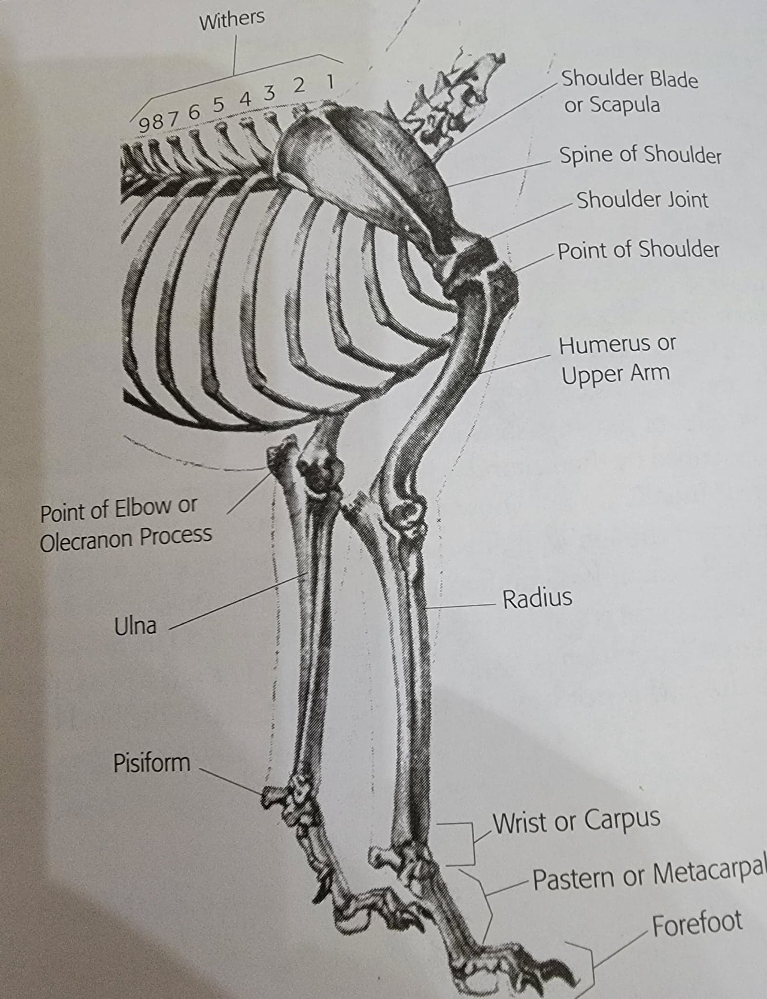 Withers
9 8 7 6 5 4 3 2 1
Shoulder Blade
or Scapula
Spine of Shoulder
Shoulder Joint
Point of Shoulder
Humerus or
Upper Arm
Point of Elbow or
Olecranon Process
Radius
Ulna
Pisiform
Wrist or Carpus
Pastern or Metacarpal
Forefoot